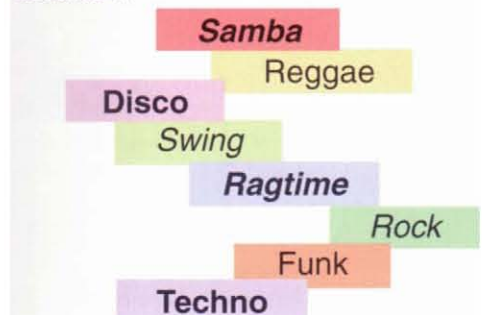 Samba
Reggae
Disco
Swing
Ragtime
Rock
Funk
Techno